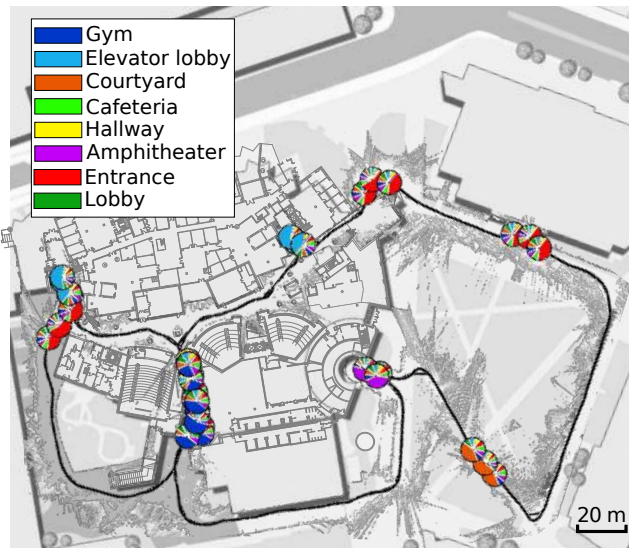 Gym
Elevator lobby
Courtyard
Cafeteria
Hallway
Amphitheater
Entrance
Lobby
20 m